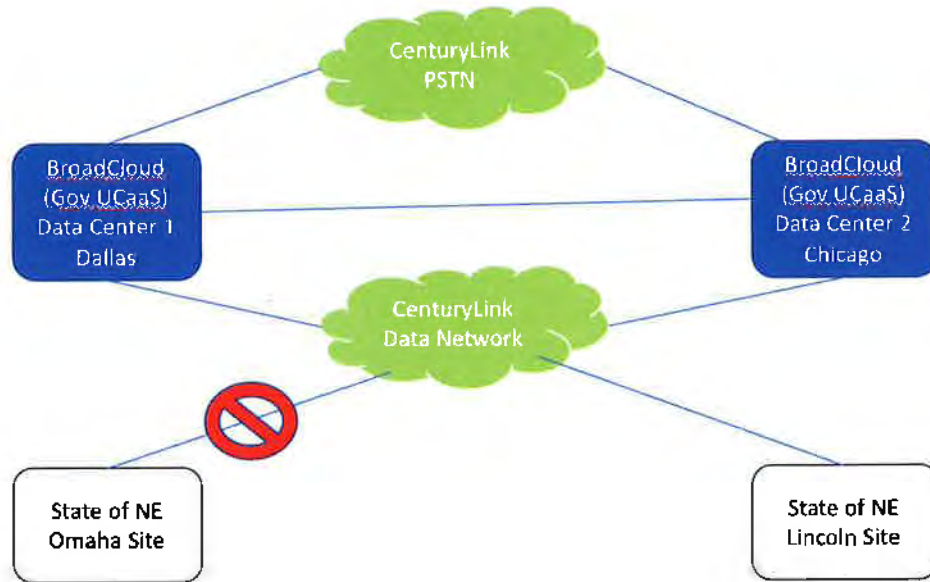 CenturyLink
PSTN
BroadCloud
(Gov UCaaS)
Data Center 1
Dallas
BroadCloud
(Gov UCaaS)
Data Center 2
Chicago
CenturyLink
Data Network
State of NE
Omaha Site
State of NE
Lincoln Site